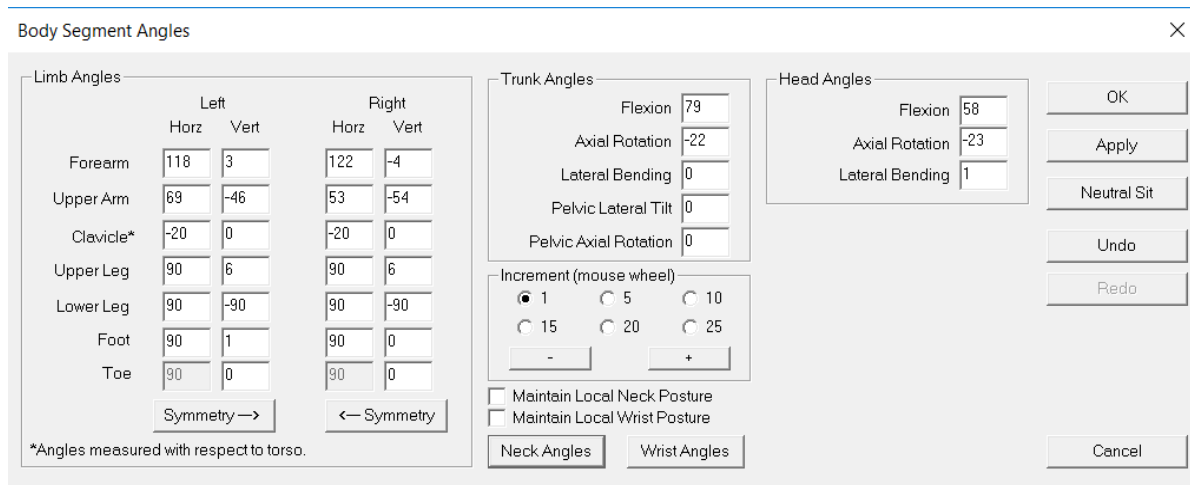 Body Segment Angles
Limb Angles
Left Right
Horz Vert Horz Vert
Forearm 118 3 122 -4
Upper Arm 69 -46 53 -54
Clavicle* -20 0 -20 0
Upper Leg 90 6 90 6
Lower Leg 90 -90 90 -90
Foot 90 1 90 0
Toe 90 0 90 0
Symmetry --> <-- Symmetry
*Angles measured with respect to torso.
Trunk Angles
Flexion 79
Axial Rotation -22
Lateral Bending 0
Pelvic Lateral Tilt 0
Pelvic Axial Rotation 0
Increment (mouse wheel)
1 5 10
15 20 25
- +
Maintain Local Neck Posture
Maintain Local Wrist Posture
Neck Angles Wrist Angles
Head Angles
Flexion 58
Axial Rotation -23
Lateral Bending 1
OK
Apply
Neutral Sit
Undo
Redo
Cancel